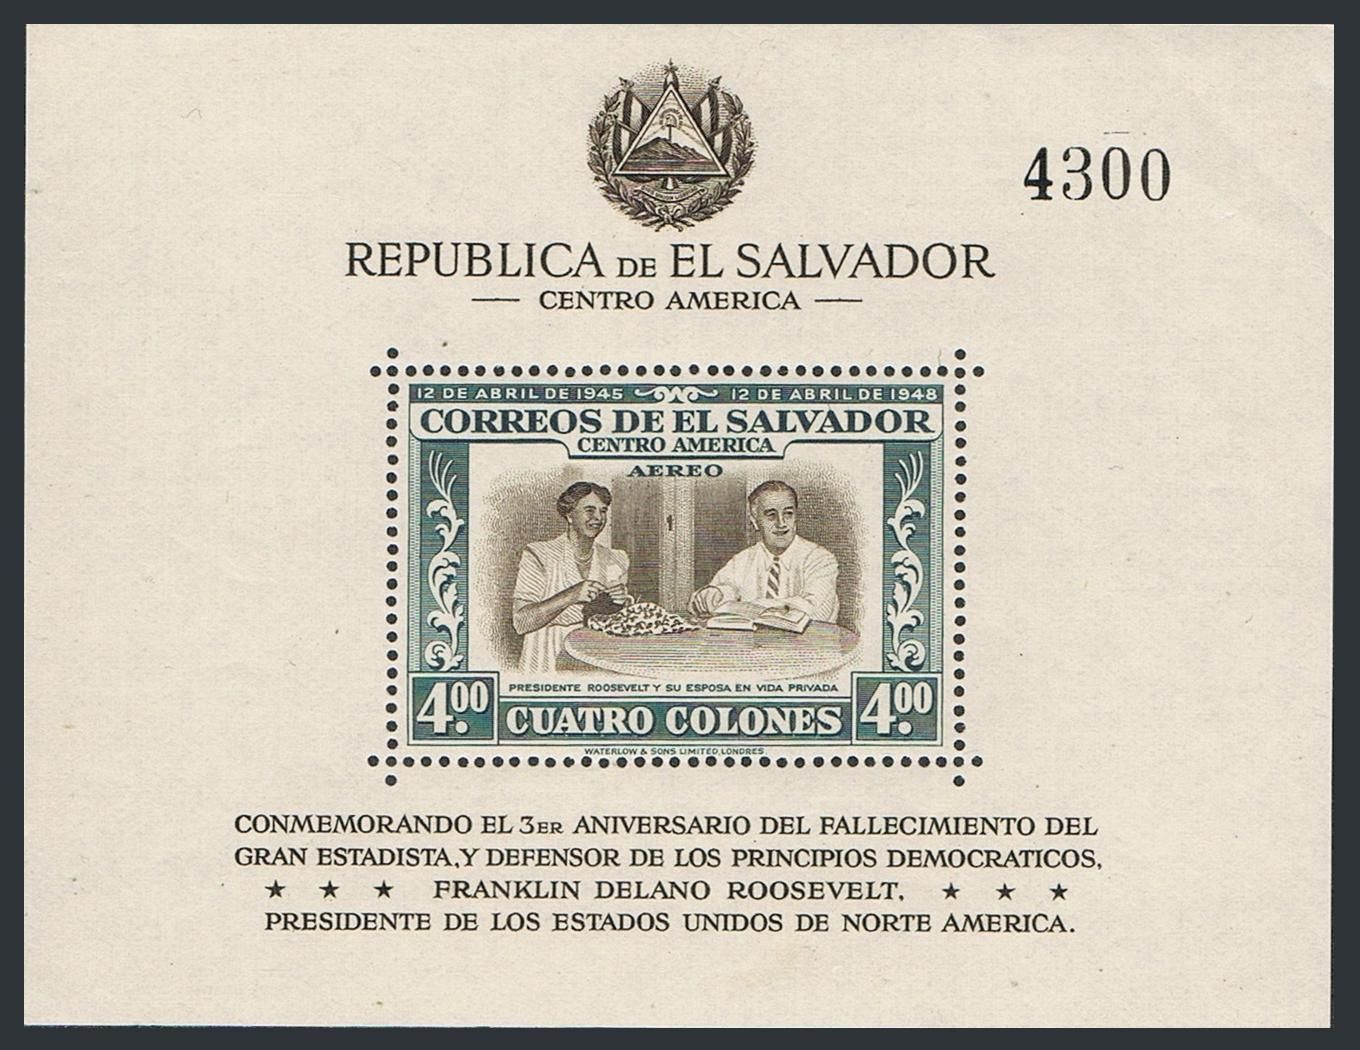 4300
REPUBLICA DE EL SALVADOR
CENTRO AMERICA
12 DE ABRIL DE 1945 12 DE ABRIL DE 1948
CORREOS DE EL SALVADOR
CENTRO AMERICA
AEREO
PRESIDENTE ROOSEVELT Y SU ESPOSA EN VIDA PRIVADA
4.00 CUATRO COLONES 4.00
WATERLOW & SONS LIMITED, LONDRES.
CONMEMORANDO EL 3ER ANIVERSARIO DEL FALLECIMIENTO DEL
GRAN ESTADISTA, Y DEFENSOR DE LOS PRINCIPIOS DEMOCRATICOS,
★ ★ ★ FRANKLIN DELANO ROOSEVELT, ★ ★ ★
PRESIDENTE DE LOS ESTADOS UNIDOS DE NORTE AMERICA.